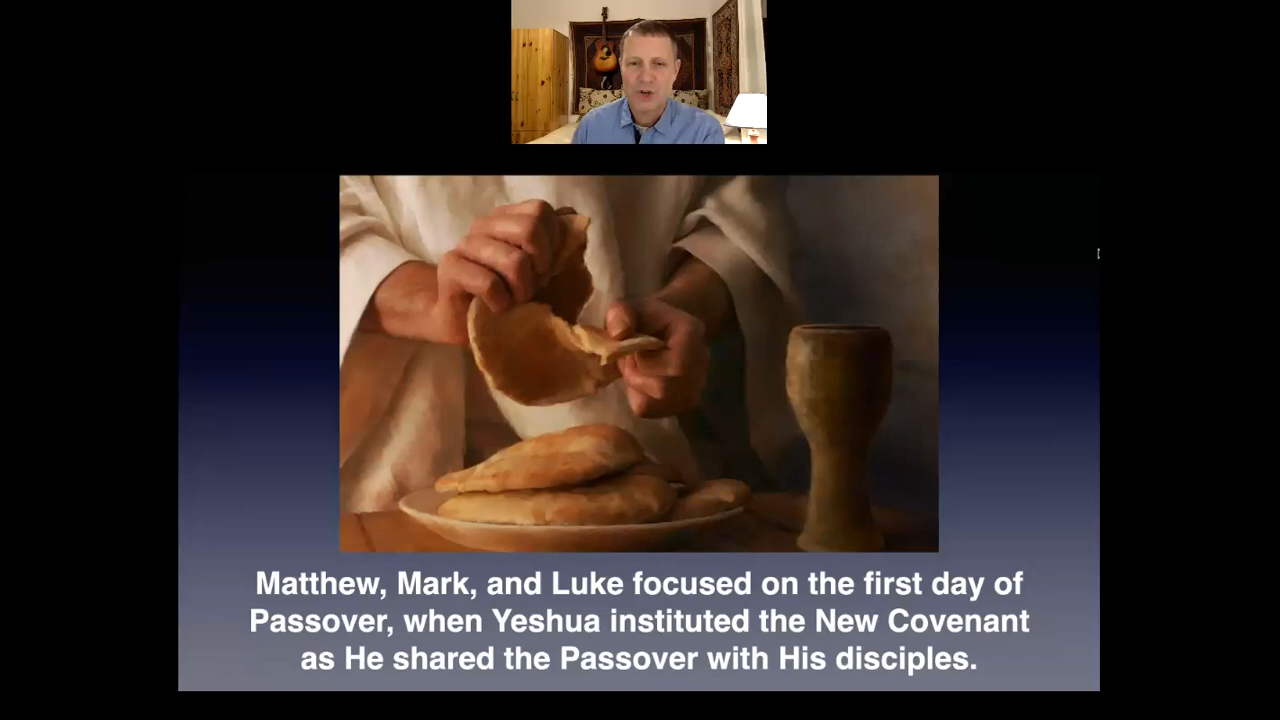 Matthew, Mark, and Luke focused on the first day of
Passover, when Yeshua instituted the New Covenant
as He shared the Passover with His disciples.